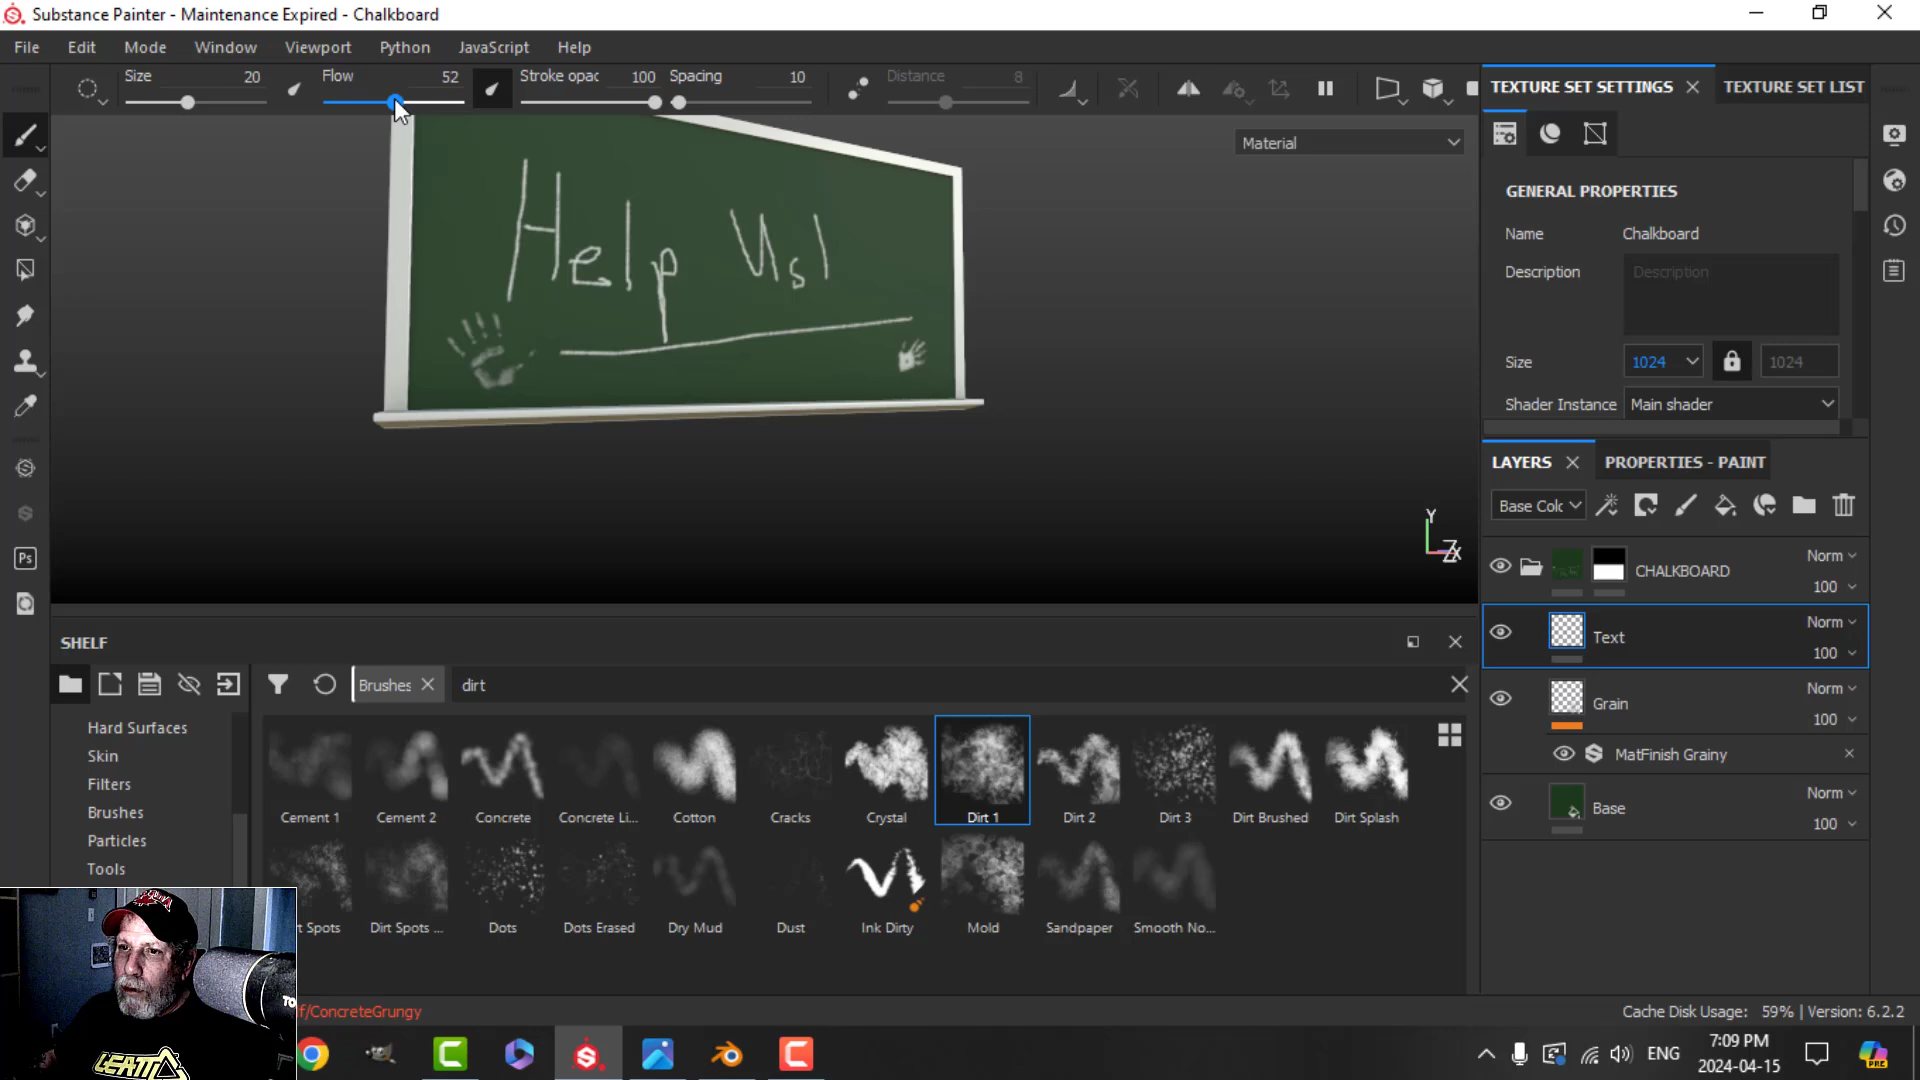 Substance Painter - Maintenance Expired - Chalkboard
File Edit Mode Window Viewport Python JavaScript Help
Size 20 Flow 52 Stroke opac 100 Spacing 10 Distance 8
TEXTURE SET SETTINGS TEXTURE SET LIST
Material
GENERAL PROPERTIES
Name Chalkboard
Description Description
Size 1024 1024
Shader Instance Main shader
Help Us!
Y
Z X
LAYERS PROPERTIES - PAINT
Base Colc
CHALKBOARD Norm 100
Text Norm 100
Grain Norm 100
MatFinish Grainy
Base Norm 100
SHELF
Brushes dirt
Hard Surfaces
Skin
Filters
Brushes
Particles
Tools
Cement 1 Cement 2 Concrete Concrete Li... Cotton Cracks Crystal Dirt 1 Dirt 2 Dirt 3 Dirt Brushed Dirt Splash
rt Spots Dirt Spots ... Dots Dots Erased Dry Mud Dust Ink Dirty Mold Sandpaper Smooth No...
Ps
lf/ConcreteGrungy
Cache Disk Usage: 59% | Version: 6.2.2
LEATT
TO
ENG
7:09 PM
2024-04-15
PRE